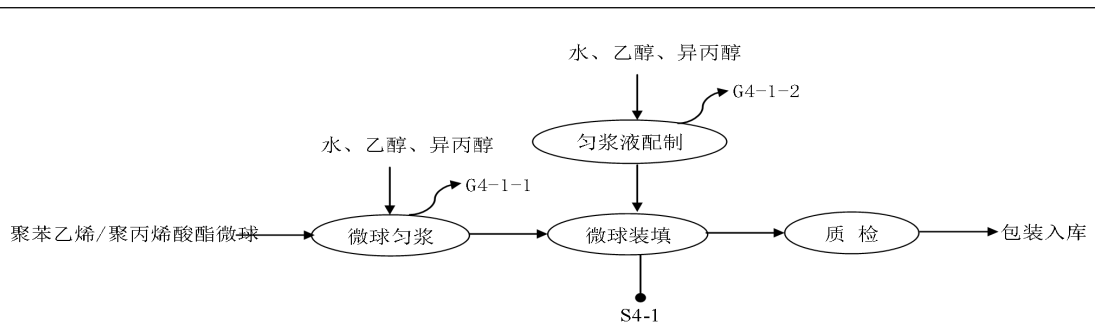 水、乙醇、异丙醇
G4-1-2
匀浆液配制
水、乙醇、异丙醇
G4-1-1
聚苯乙烯/聚丙烯酸酯微球
微球匀浆
微球装填
质 检
包装入库
S4-1